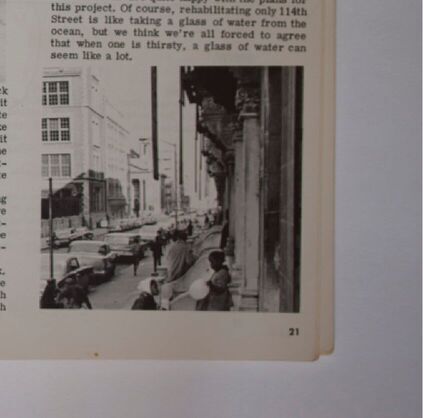 this project. Of course, rehabilitating only 114th
Street is like taking a glass of water from the
ocean, but we think we're all forced to agree
that when one is thirsty, a glass of water can
seem like a lot.
21